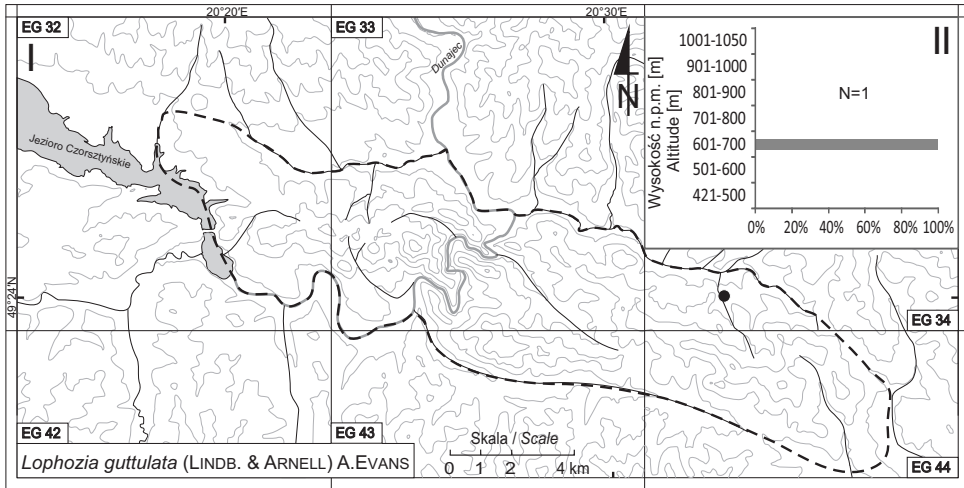 20°20'E
20°30'E
EG 32
EG 33
I
Dunajec
N
Jezioro Czorsztyńskie
49°24'N
II
Wysokość n.p.m. [m]
Altitude [m]
1001-1050
901-1000
801-900
701-800
601-700
501-600
421-500
N=1
0% 20% 40% 60% 80% 100%
EG 34
EG 42
EG 43
EG 44
Skala / Scale
0 1 2 4 km
Lophozia guttulata (LINDB. & ARNELL) A.EVANS